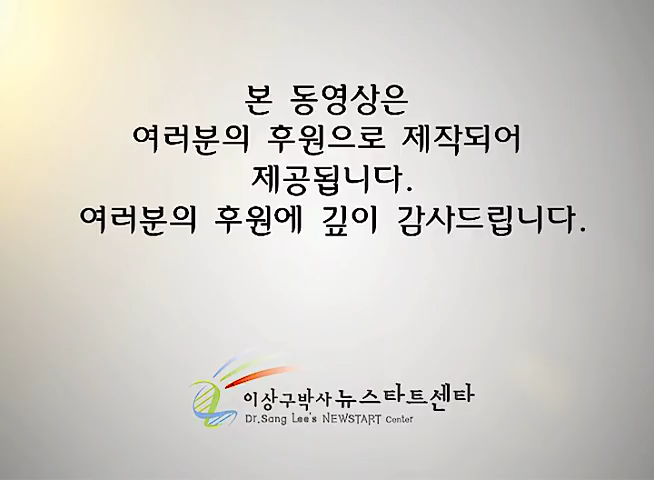 본 동영상은
여러분의 후원으로 제작되어
제공됩니다.
여러분의 후원에 깊이 감사드립니다.
이상구박사 뉴스타트센타
Dr.Sang Lee's NEWSTART Center